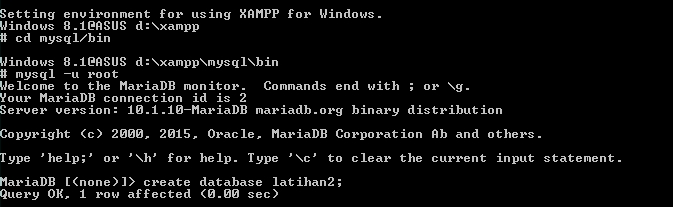 Setting environment for using XAMPP for Windows.
Windows 8.1@ASUS d:\xampp
# cd mysql/bin
Windows 8.1@ASUS d:\xampp\mysql\bin
# mysql -u root
Welcome to the MariaDB monitor.  Commands end with ; or \g.
Your MariaDB connection id is 2
Server version: 10.1.10-MariaDB mariadb.org binary distribution
Copyright (c) 2000, 2015, Oracle, MariaDB Corporation Ab and others.
Type 'help;' or '\h' for help. Type '\c' to clear the current input statement.
MariaDB [(none)]> create database latihan2;
Query OK, 1 row affected (0.00 sec)